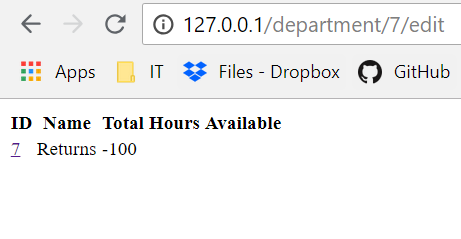 127.0.0.1/department/7/edit
Apps IT Files - Dropbox GitHub
ID Name Total Hours Available
7 Returns -100